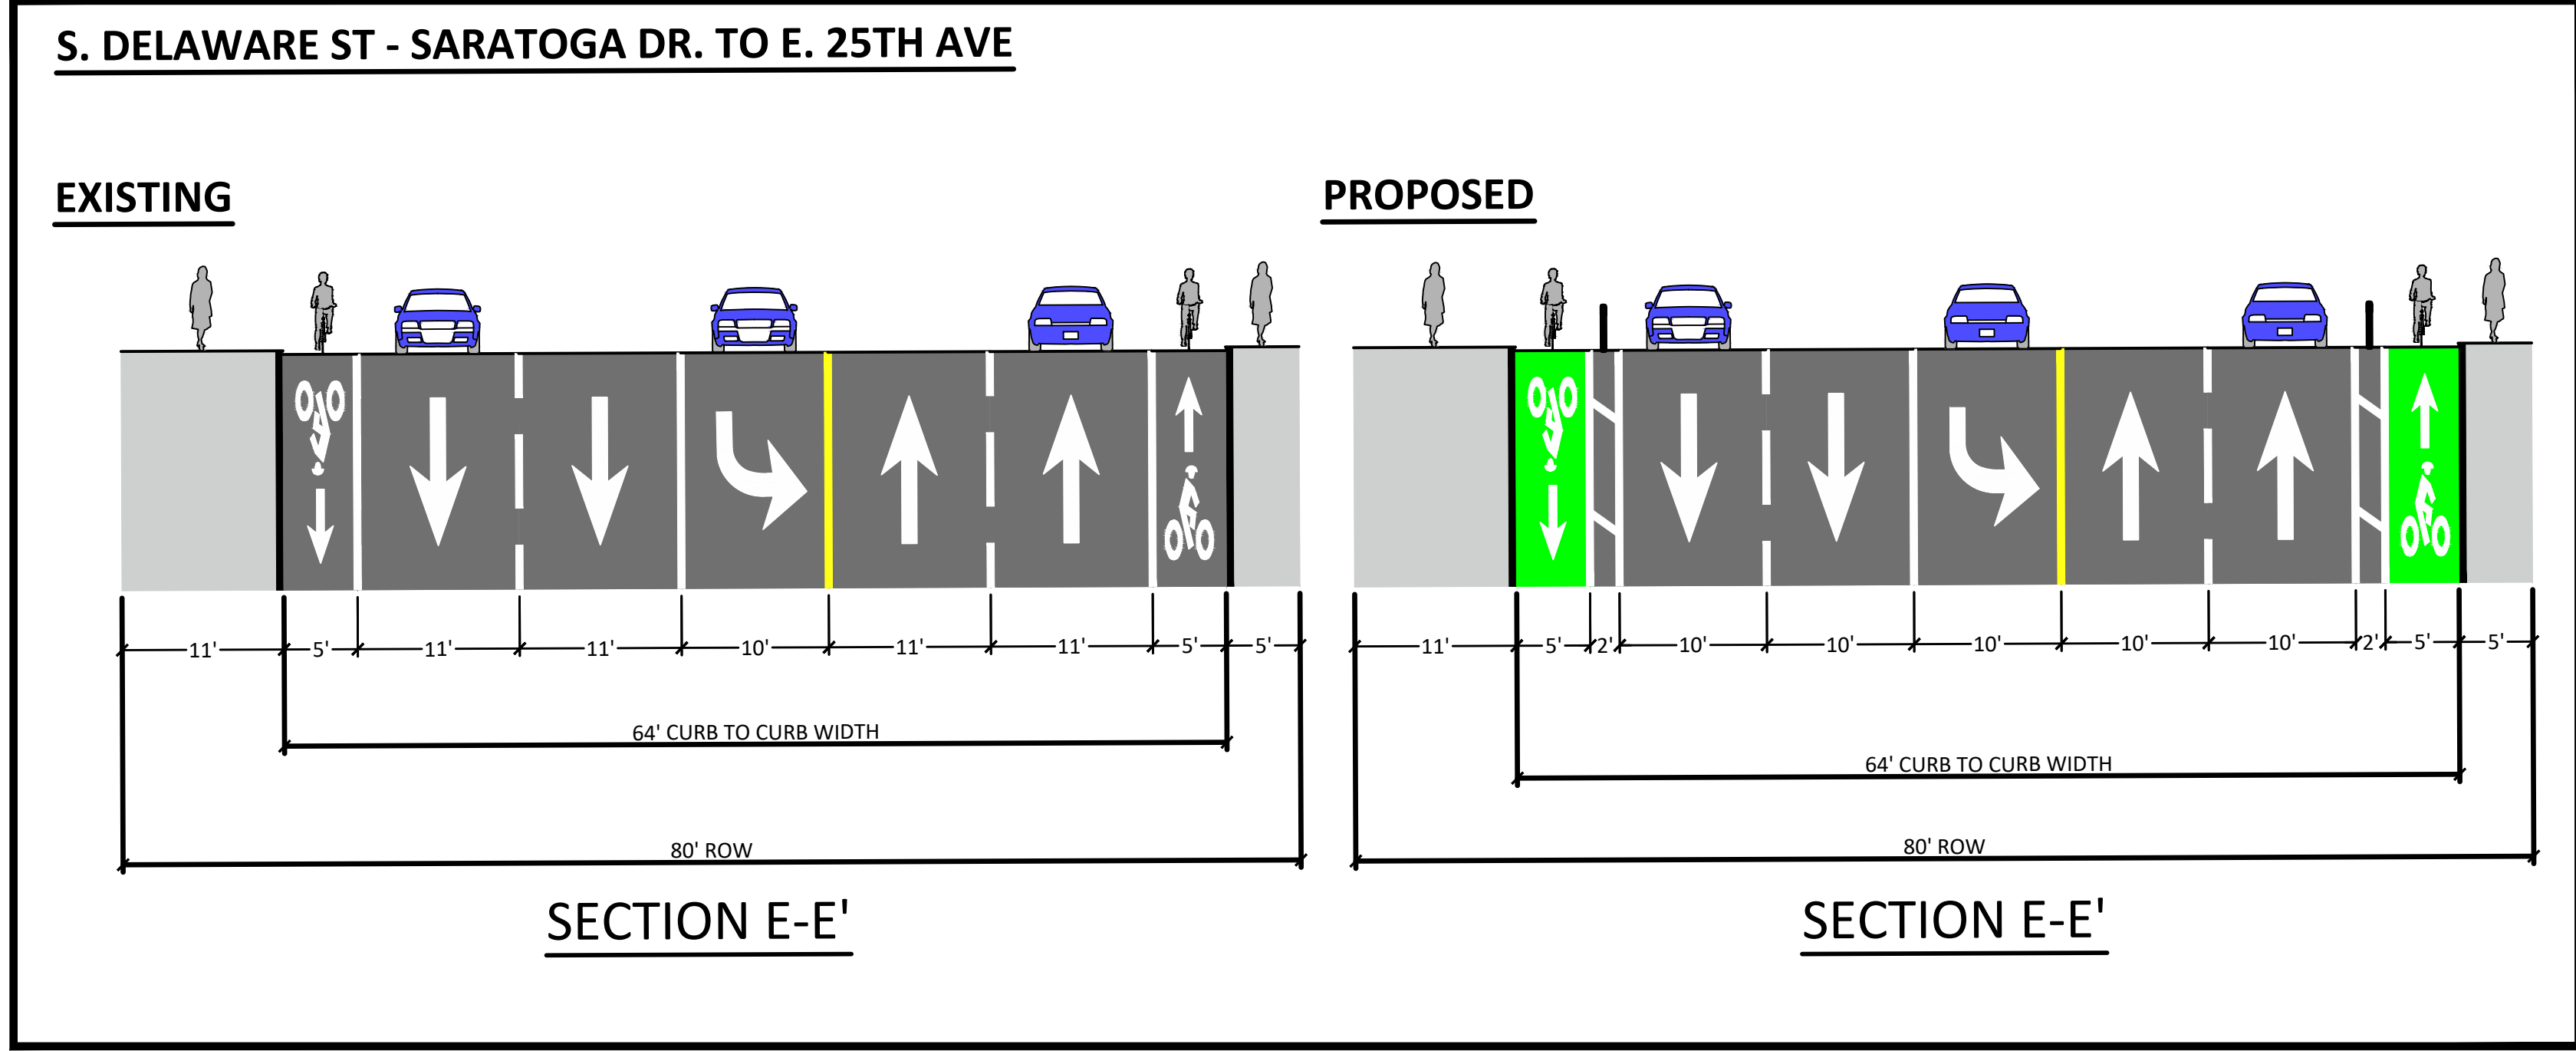 S. DELAWARE ST - SARATOGA DR. TO E. 25TH AVE
EXISTING
11' 5' 11' 11' 10' 11' 11' 5' 5'
64' CURB TO CURB WIDTH
80' ROW
SECTION E-E'
PROPOSED
11' 5' 2' 10' 10' 10' 10' 10' 2' 5' 5'
64' CURB TO CURB WIDTH
80' ROW
SECTION E-E'